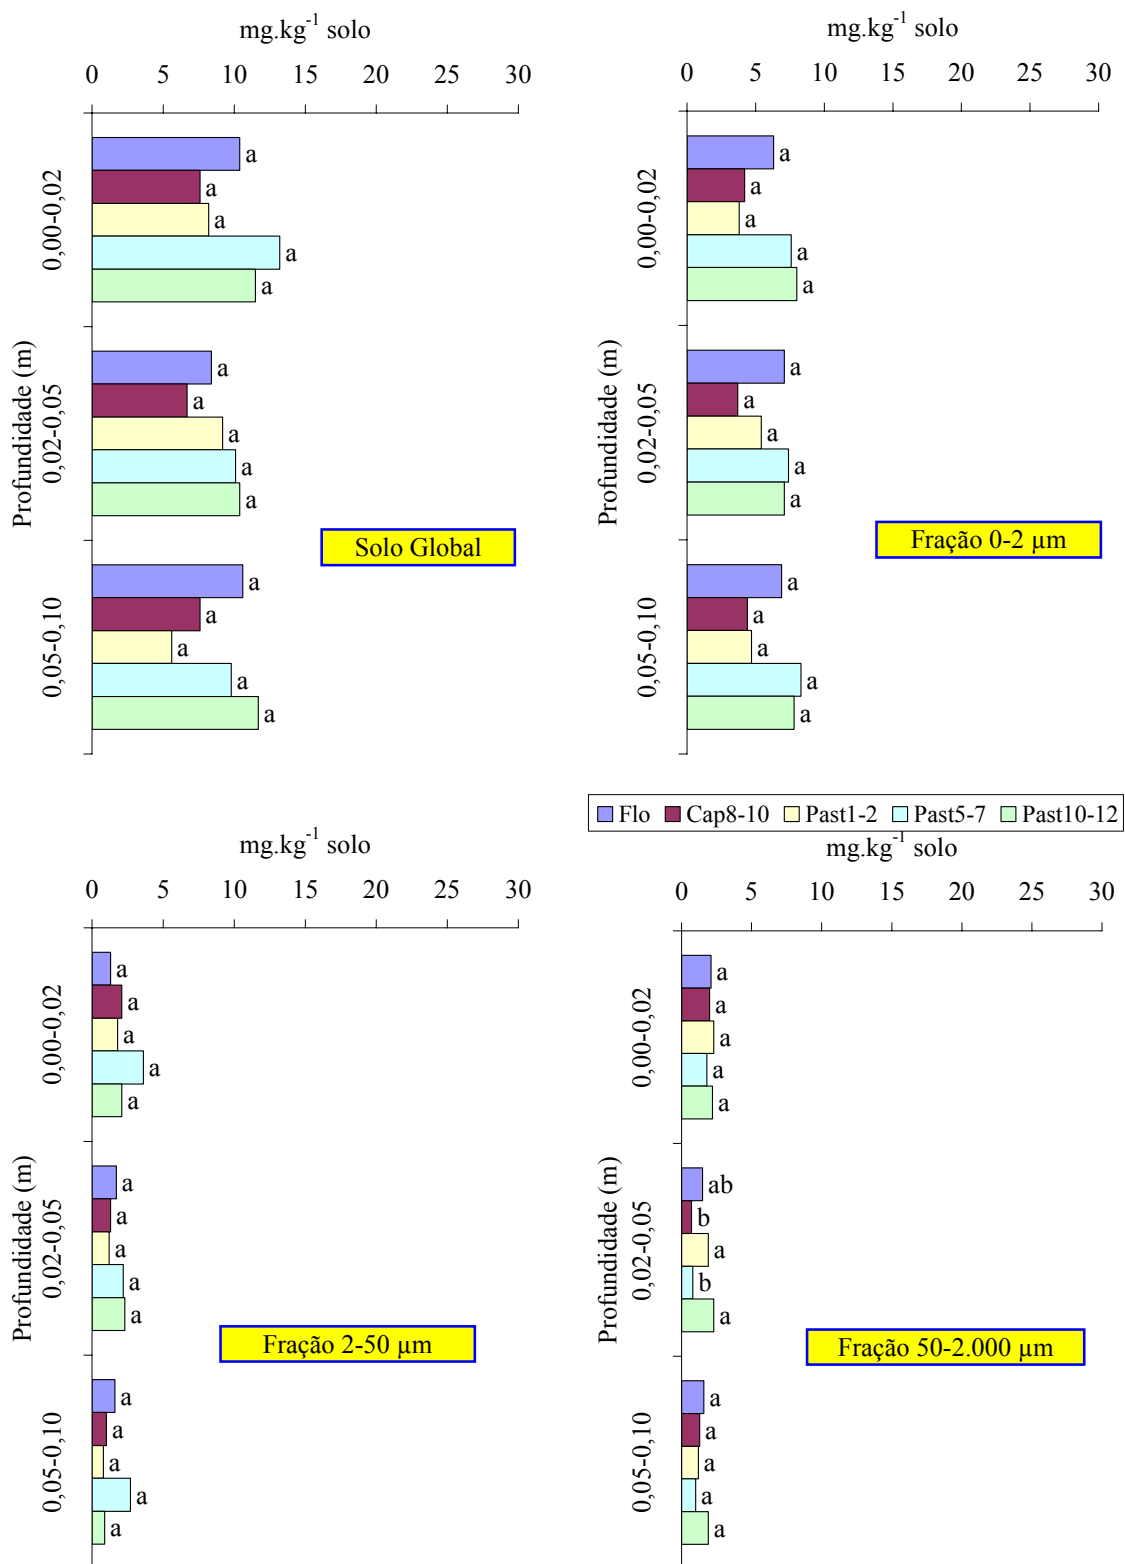 mg.kg-1 solo
0 5 10 15 20 25 30
0,00-0,02
a
a
a
a
a
Profundidade (m)
0,02-0,05
a
a
a
a
a
Solo Global
0,05-0,10
a
a
a
a
a
mg.kg-1 solo
0 5 10 15 20 25 30
0,00-0,02
a
a
a
a
a
Profundidade (m)
0,02-0,05
a
a
a
a
a
Fração 0-2 µm
0,05-0,10
a
a
a
a
a
Flo Cap8-10 Past1-2 Past5-7 Past10-12
mg.kg-1 solo
0 5 10 15 20 25 30
0,00-0,02
a
a
a
a
a
Profundidade (m)
0,02-0,05
a
a
a
a
a
Fração 2-50 µm
0,05-0,10
a
a
a
a
a
mg.kg-1 solo
0 5 10 15 20 25 30
0,00-0,02
a
a
a
a
a
Profundidade (m)
0,02-0,05
ab
b
a
b
a
Fração 50-2.000 µm
0,05-0,10
a
a
a
a
a